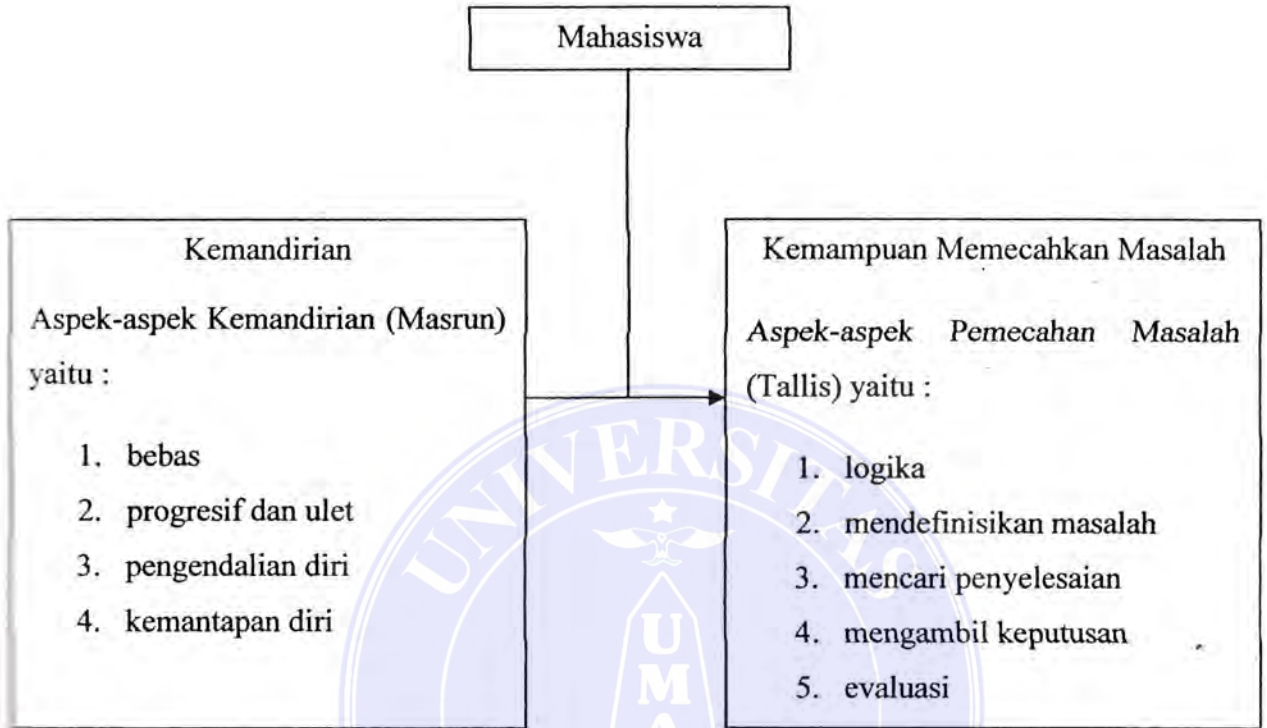 Mahasiswa
Kemandirian
Aspek-aspek Kemandirian (Masrun)
yaitu :
1. bebas
2. progresif dan ulet
3. pengendalian diri
4. kemantapan diri
Kemampuan Memecahkan Masalah
Aspek-aspek Pemecahan Masalah
(Tallis) yaitu :
1. logika
2. mendefinisikan masalah
3. mencari penyelesaian
4. mengambil keputusan
5. evaluasi
UNIVERSITAS
UMA